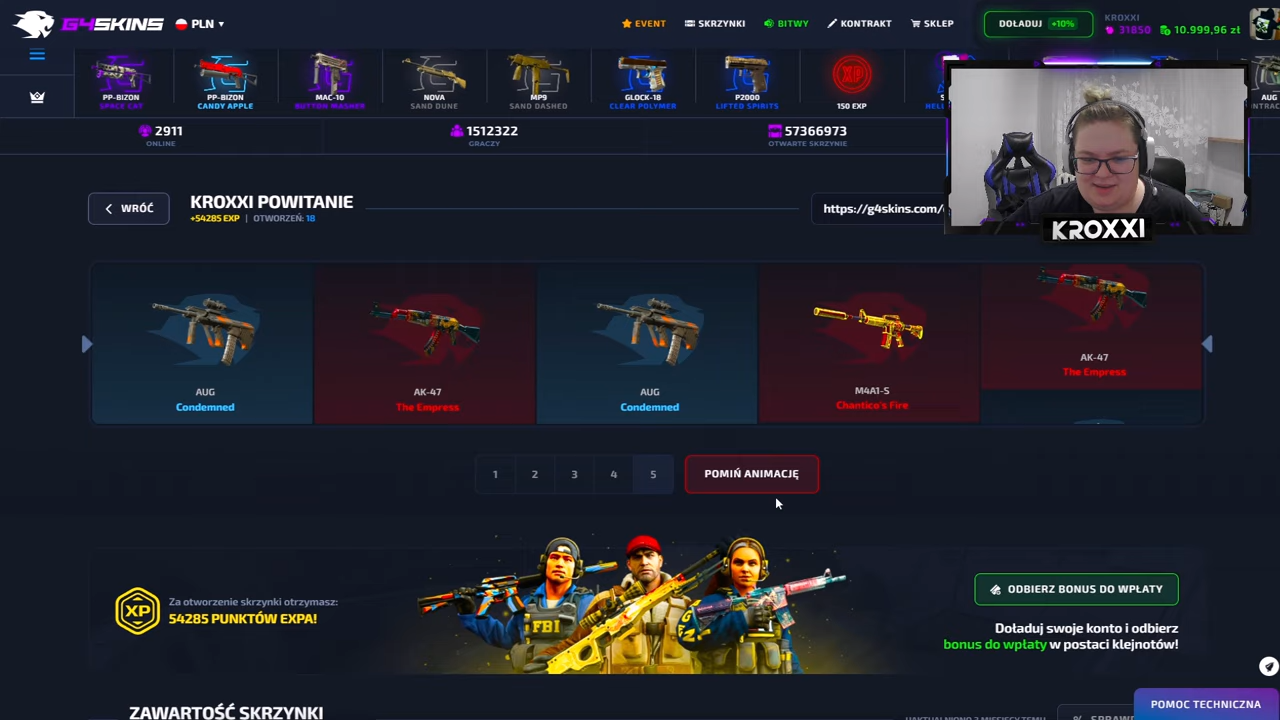 G4SKINS
PLN
EVENT
SKRZYNKI
BITWY
KONTRAKT
SKLEP
DOŁADUJ +10%
KROXXI
31850 10.999,96 zł
PP-BIZON
SPACE CAT
PP-BIZON
CANDY APPLE
MAC-10
BUTTON MASHER
NOVA
SAND DUNE
MP9
SAND DASHED
GLOCK-18
CLEAR POLYMER
P2000
LIFTED SPIRITS
XP
150 EXP
AUG
2911
ONLINE
1512322
GRACZY
57366973
OTWARTE SKRZYNIE
WRÓĆ
KROXXI POWITANIE
+54285 EXP | OTWORZEŃ: 18
https://g4skins.com/
KROXXI
AUG
Condemned
AK-47
The Empress
AUG
Condemned
M4A1-S
Chantico's Fire
AK-47
The Empress
1 2 3 4 5
POMIŃ ANIMACJĘ
XP
Za otworzenie skrzynki otrzymasz:
54285 PUNKTÓW EXPA!
FBI
ODBIERZ BONUS DO WPŁATY
Doładuj swoje konto i odbierz
bonus do wpłaty w postaci klejnotów!
ZAWARTOŚĆ SKRZYNKI
POMOC TECHNICZNA